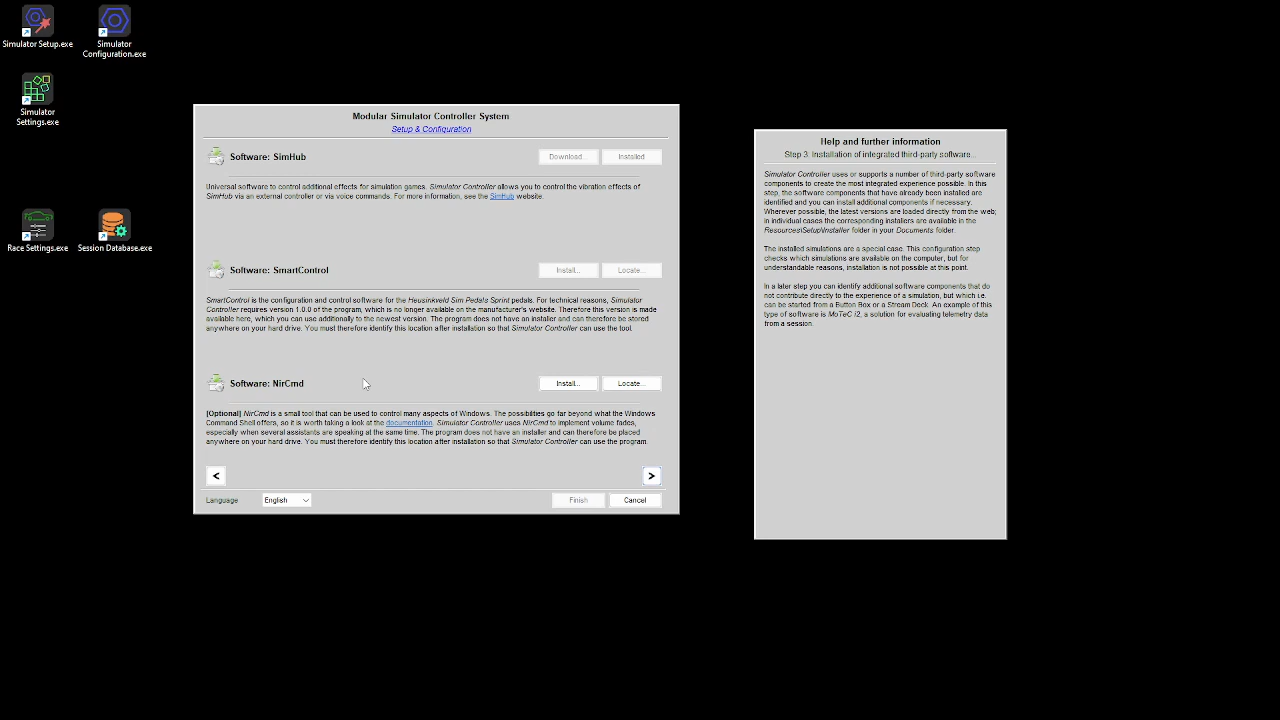 Simulator Setup.exe
Simulator
Configuration.exe
Simulator
Settings.exe
Race Settings.exe
Session Database.exe
Modular Simulator Controller System
Setup & Configuration
Software: SimHub
Download...
Installed
Universal software to control additional effects for simulation games. Simulator Controller allows you to control the vibration effects of
SimHub via an external controller or via voice commands. For more information, see the SimHub website.
Software: SmartControl
Install...
Locate...
SmartControl is the configuration and control software for the Heusinkveld Sim Pedals Sprint pedals. For technical reasons, Simulator
Controller requires version 1.0.0 of the program, which is no longer available on the manufacturer's website. Therefore this version is made
available here, which you can use additionally to the newest version. The program does not have an installer and can therefore be stored
anywhere on your hard drive. You must therefore identify this location after installation so that Simulator Controller can use the tool.
Software: NirCmd
Install...
Locate...
[Optional] NirCmd is a small tool that can be used to control many aspects of Windows. The possibilities go far beyond what the Windows
Command Shell offers, so it is worth taking a look at the documentation. Simulator Controller uses NirCmd to implement volume fades,
especially when several assistants are speaking at the same time. The program does not have an installer and can therefore be placed
anywhere on your hard drive. You must therefore identify this location after installation so that Simulator Controller can use the program.
<
>
Language
English
Finish
Cancel
Help and further information
Step 3: Installation of integrated third-party software...
Simulator Controller uses or supports a number of third-party software
components to create the most integrated experience possible. In this
step, the software components that have already been installed are
identified and you can install additional components if necessary.
Wherever possible, the latest versions are loaded directly from the web;
in individual cases the corresponding installers are available in the
Resources\Setup\Installer folder in your Documents folder.
The installed simulations are a special case. This configuration step
checks which simulations are available on the computer, but for
understandable reasons, installation is not possible at this point.
In a later step you can identify additional software components that do
not contribute directly to the experience of a simulation, but which i.e.
can be started from a Button Box or a Stream Deck. An example of this
type of software is MoTeC i2, a solution for evaluating telemetry data
from a session.